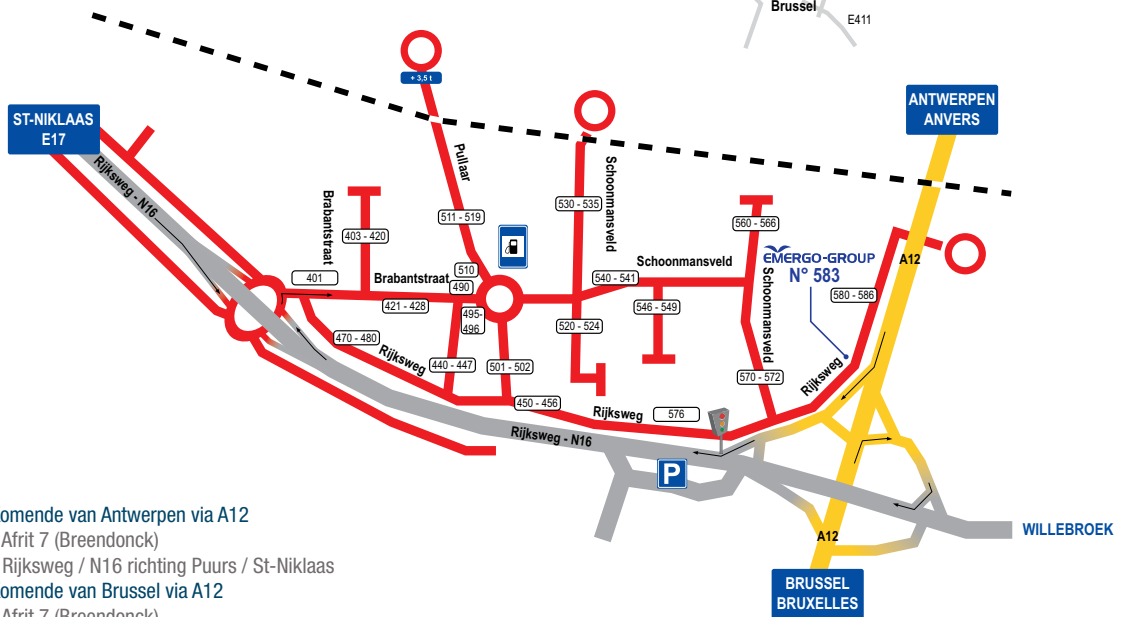 Brussel
E411
+ 3,5 t
ST-NIKLAAS
E17
ANTWERPEN
ANVERS
Rijksweg - N16
Brabantstraat
Pullaar
Schoonmansveld
530 - 535
511 - 519
403 - 420
560 - 566
EMERGO-GROUP
N° 583
A12
Schoonmansveld
510
490
401
Brabantstraat
421 - 428
540 - 541
546 - 549
580 - 586
Schoonmansveld
495-
496
520 - 524
470 - 480
Rijksweg
440 - 447
501 - 502
570 - 572
Rijksweg
450 - 456
Rijksweg
576
Rijksweg - N16
P
omende van Antwerpen via A12
Afrit 7 (Breendonck)
Rijksweg / N16 richting Puurs / St-Niklaas
omende van Brussel via A12
Afrit 7 (Breendonck)
A12
WILLEBROEK
BRUSSEL
BRUXELLES